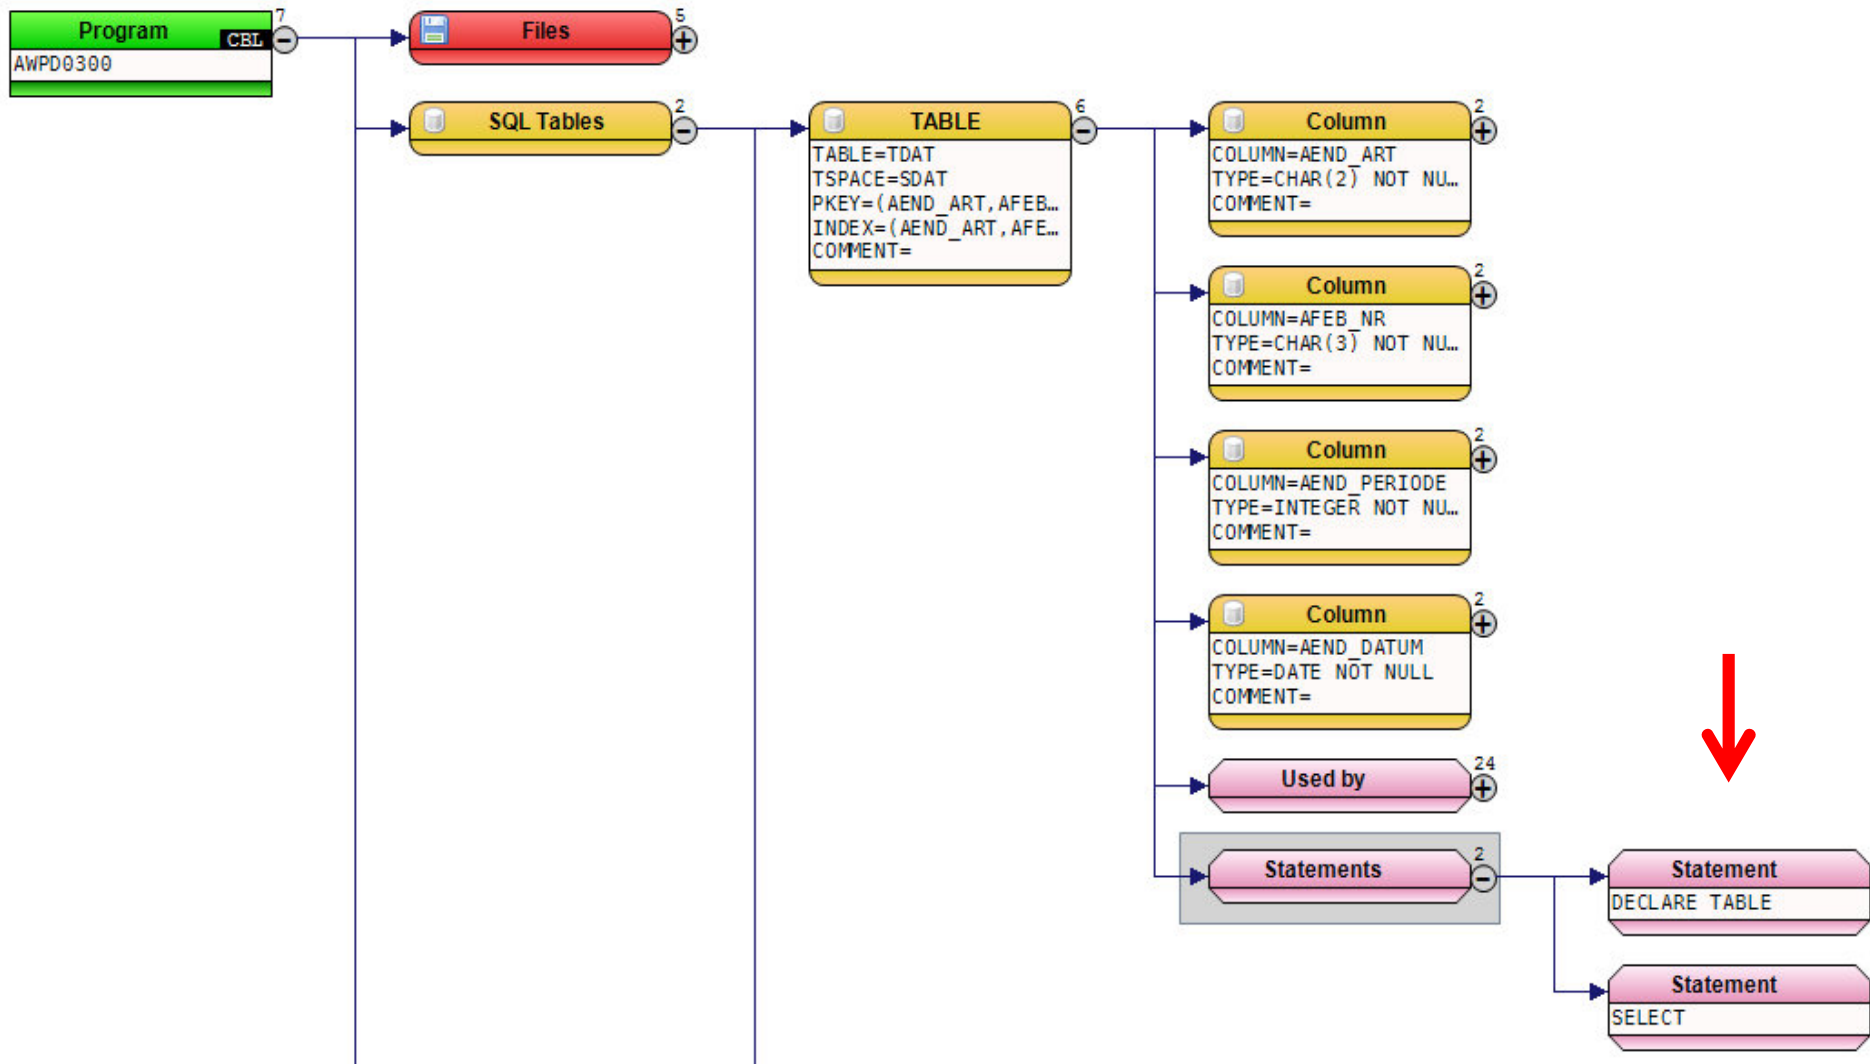 Program
CBL
7
AWPD0300
Files
5
SQL Tables
2
TABLE
6
TABLE=TDAT
TSPACE=SDAT
PKEY=(AEND_ART,AFEB…
INDEX=(AEND_ART,AFE…
COMMENT=
Column
2
COLUMN=AEND_ART
TYPE=CHAR(2) NOT NU…
COMMENT=
Column
2
COLUMN=AFEB_NR
TYPE=CHAR(3) NOT NU…
COMMENT=
Column
2
COLUMN=AEND_PERIODE
TYPE=INTEGER NOT NU…
COMMENT=
Column
2
COLUMN=AEND_DATUM
TYPE=DATE NOT NULL
COMMENT=
Used by
24
Statements
2
Statement
DECLARE TABLE
Statement
SELECT